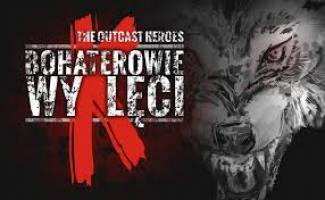 THE OUTCAST HEROES
BOHATEROWIE
WYKLĘCI